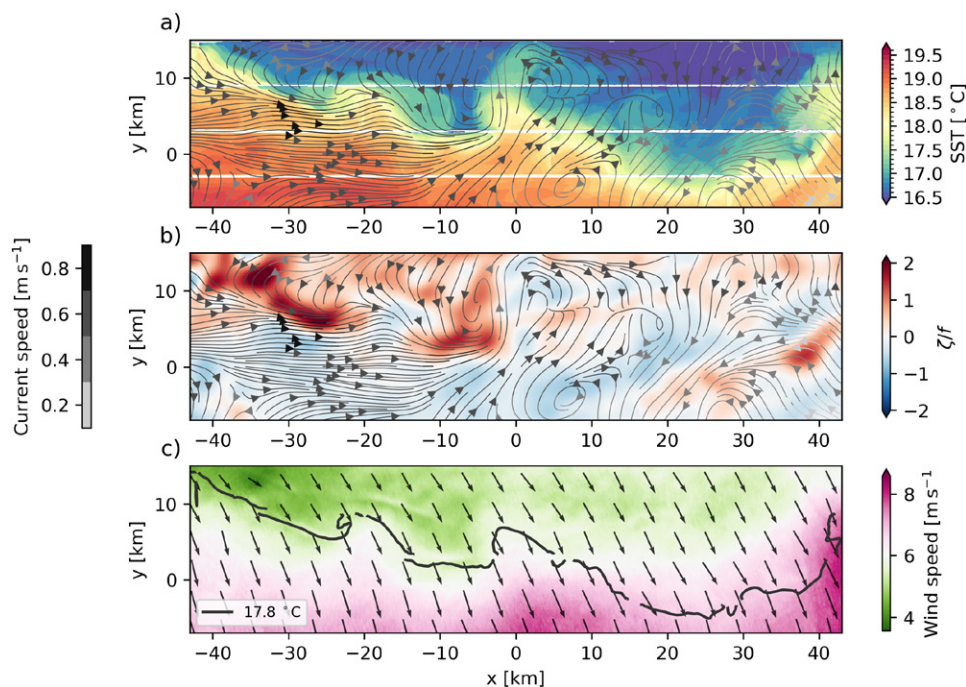 a)
y [km]
10
0
−40 −30 −20 −10 0 10 20 30 40
19.5
19.0
18.5
18.0
17.5
17.0
16.5
SST [°C]
b)
Current speed [m s⁻¹]
0.8
0.6
0.4
0.2
y [km]
10
0
−40 −30 −20 −10 0 10 20 30 40
2
1
0
−1
−2
ζ/f
c)
y [km]
10
0
17.8 °C
−40 −30 −20 −10 0 10 20 30 40
x [km]
8
6
4
Wind speed [m s⁻¹]